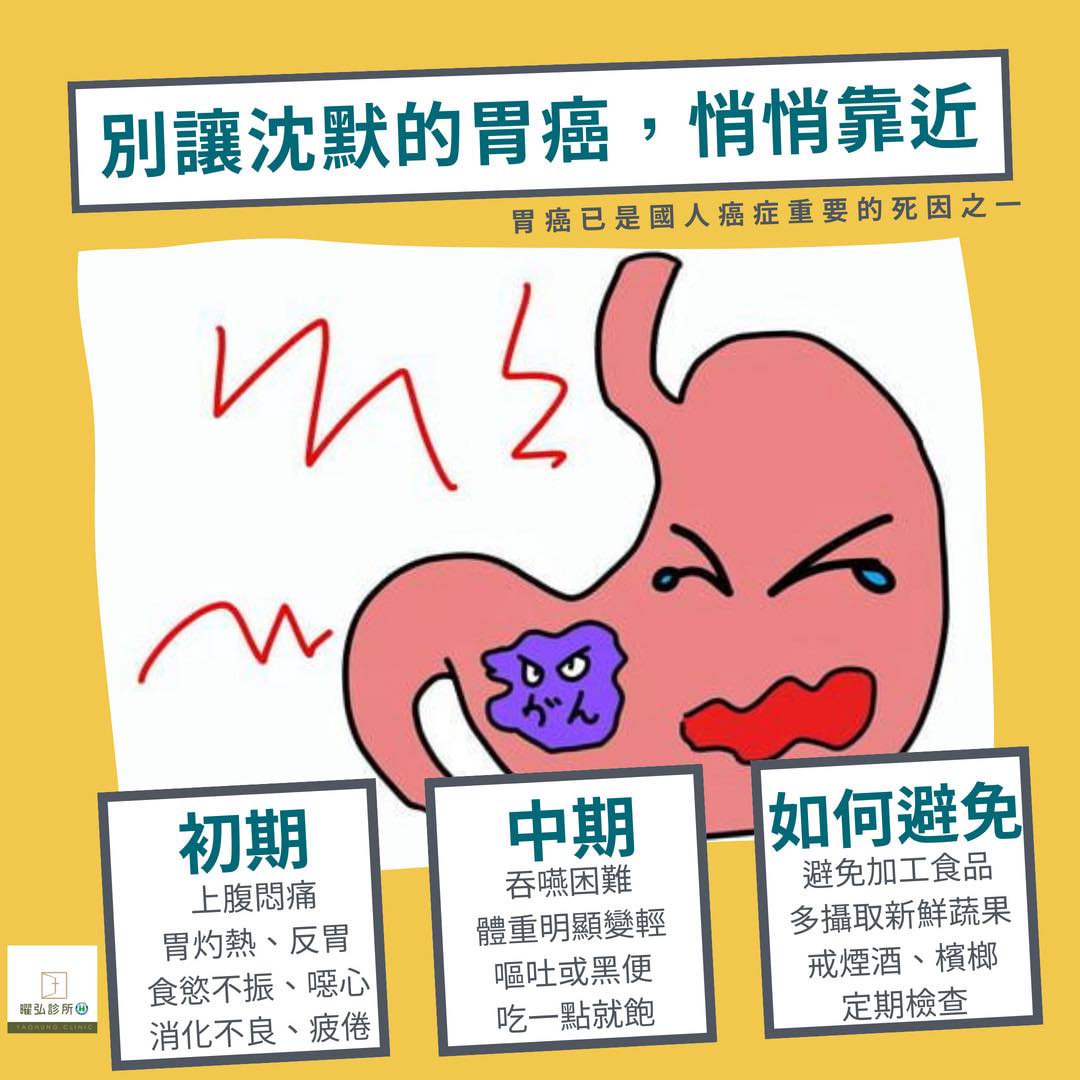 別讓沈默的胃癌，悄悄靠近
胃癌已是國人癌症重要的死因之一
がん
初期
上腹悶痛
胃灼熱、反胃
食慾不振、噁心
消化不良、疲倦
中期
吞嚥困難
體重明顯變輕
嘔吐或黑便
吃一點就飽
如何避免
避免加工食品
多攝取新鮮蔬果
戒煙酒、檳榔
定期檢查
曜弘診所
YAOHUNG CLINIC